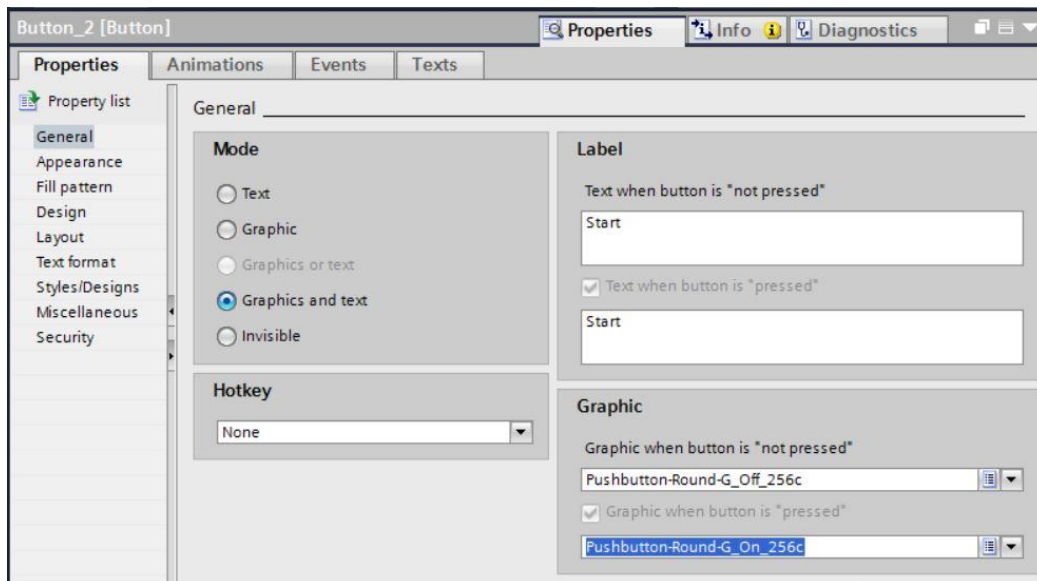 Button_2 [Button]
Properties
Info
Diagnostics
Properties
Animations
Events
Texts
Property list
General
Appearance
Fill pattern
Design
Layout
Text format
Styles/Designs
Miscellaneous
Security
General
Mode
Text
Graphic
Graphics or text
Graphics and text
Invisible
Hotkey
None
Label
Text when button is "not pressed"
Start
Text when button is "pressed"
Start
Graphic
Graphic when button is "not pressed"
Pushbutton-Round-G_Off_256c
Graphic when button is "pressed"
Pushbutton-Round-G_On_256c